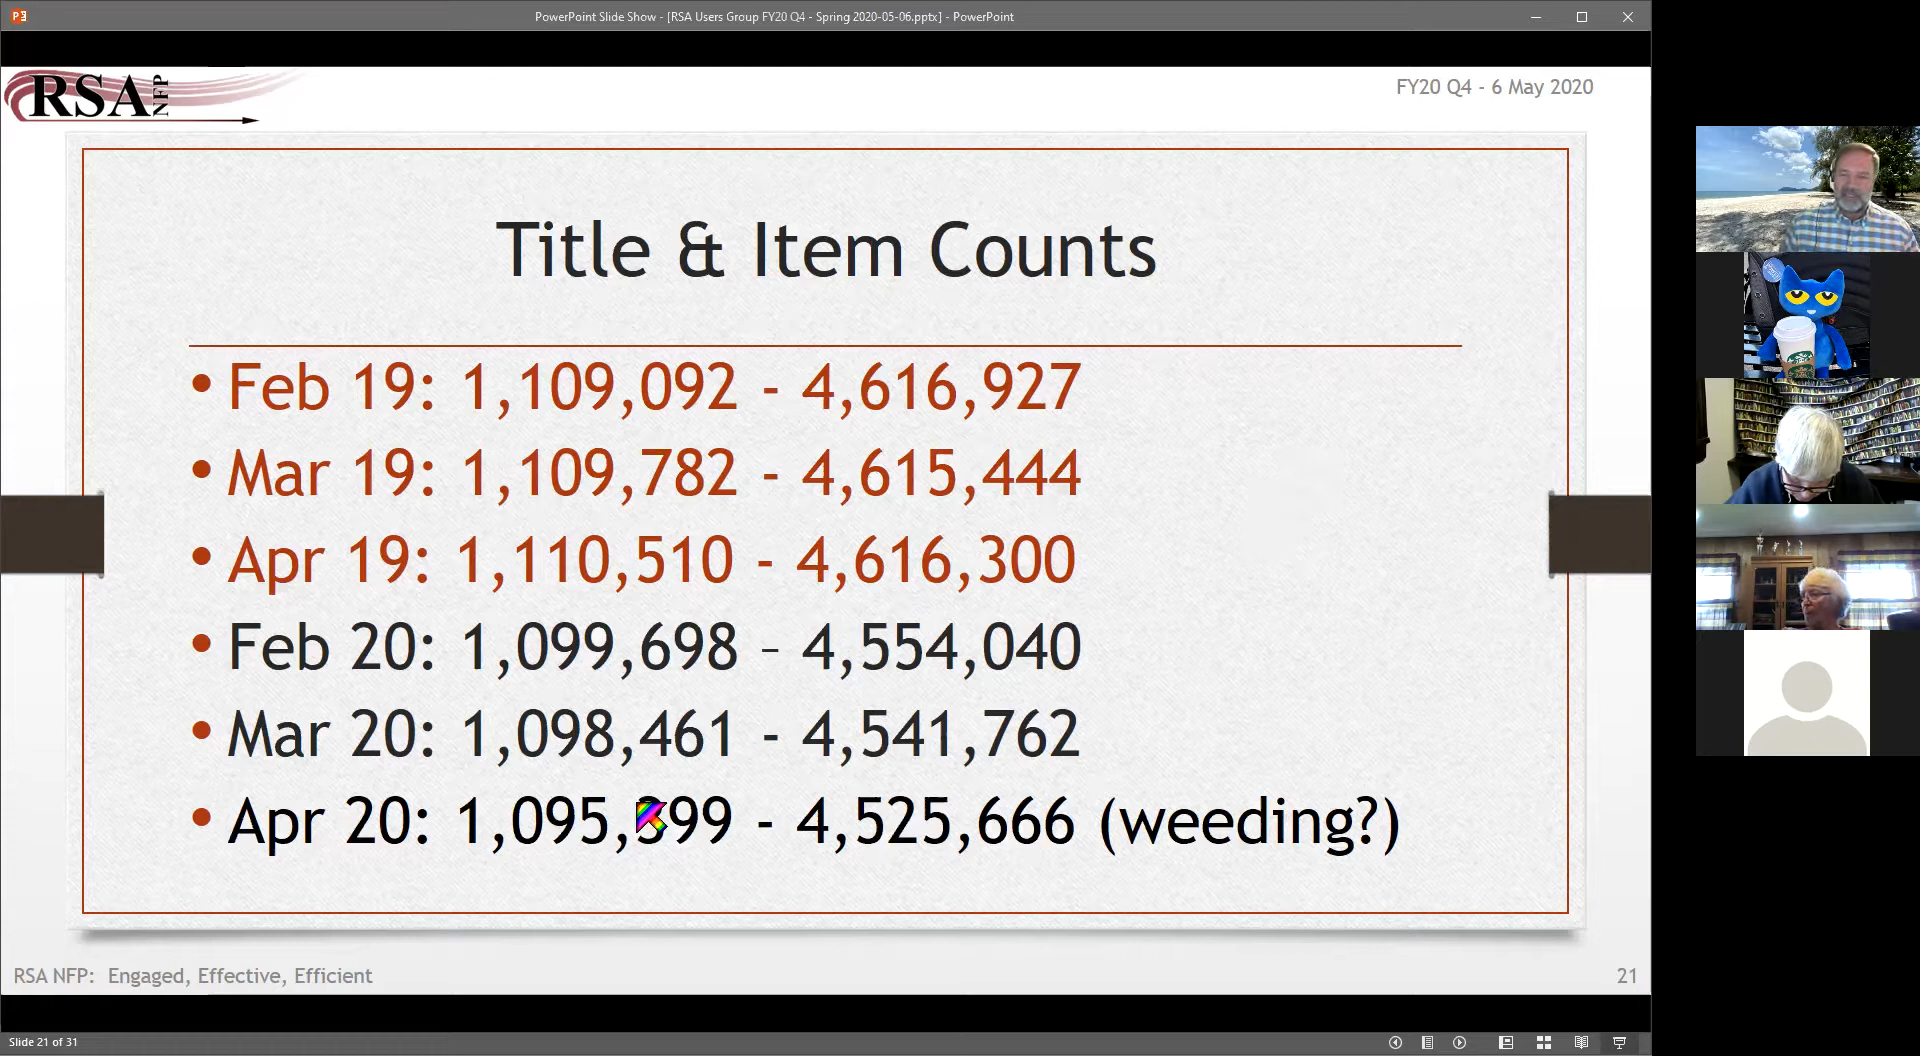 PowerPoint Slide Show - [RSA Users Group FY20 Q4 - Spring 2020-05-06.pptx] - PowerPoint
RSA NFP
FY20 Q4 - 6 May 2020
Title & Item Counts
• Feb 19: 1,109,092 - 4,616,927
• Mar 19: 1,109,782 - 4,615,444
• Apr 19: 1,110,510 - 4,616,300
• Feb 20: 1,099,698 – 4,554,040
• Mar 20: 1,098,461 - 4,541,762
• Apr 20: 1,095,399 - 4,525,666 (weeding?)
RSA NFP: Engaged, Effective, Efficient
21
Slide 21 of 31